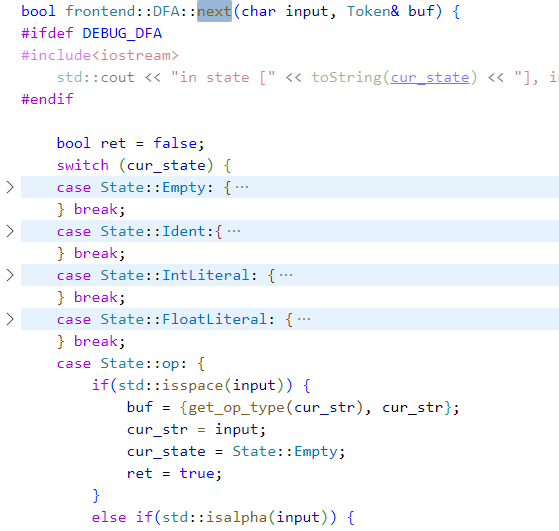 bool frontend::DFA::next(char input, Token& buf) {
#ifdef DEBUG_DFA
#include<iostream>
    std::cout << "in state [" << toString(cur_state) << "], i
#endif

    bool ret = false;
    switch (cur_state) {
    case State::Empty: { ···
    } break;
    case State::Ident:{ ···
    } break;
    case State::IntLiteral: { ···
    } break;
    case State::FloatLiteral: { ···
    } break;
    case State::op: {
        if(std::isspace(input)) {
            buf = {get_op_type(cur_str), cur_str};
            cur_str = input;
            cur_state = State::Empty;
            ret = true;
        }
        else if(std::isalpha(input)) {